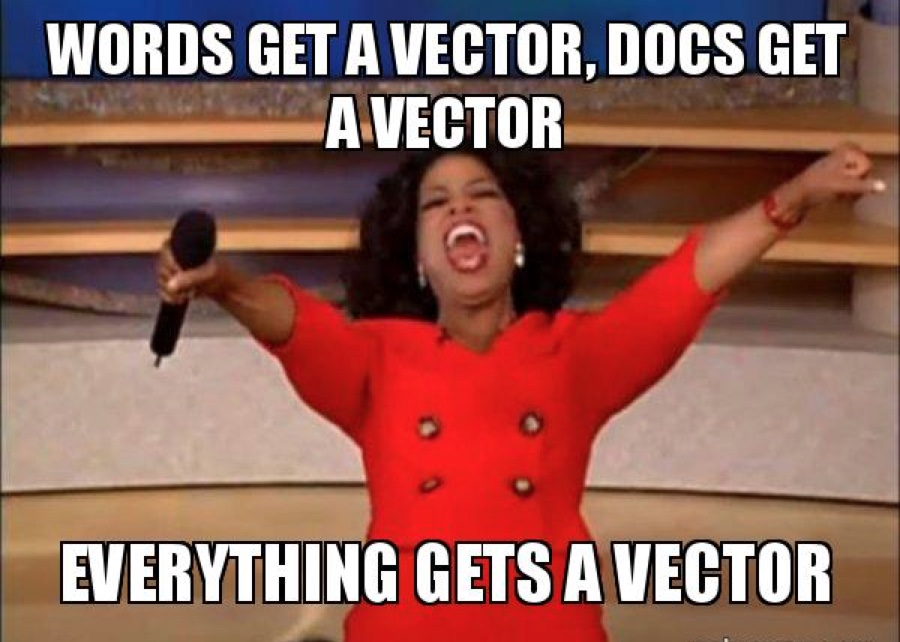 WORDS GET A VECTOR, DOCS GET
A VECTOR
EVERYTHING GETS A VECTOR